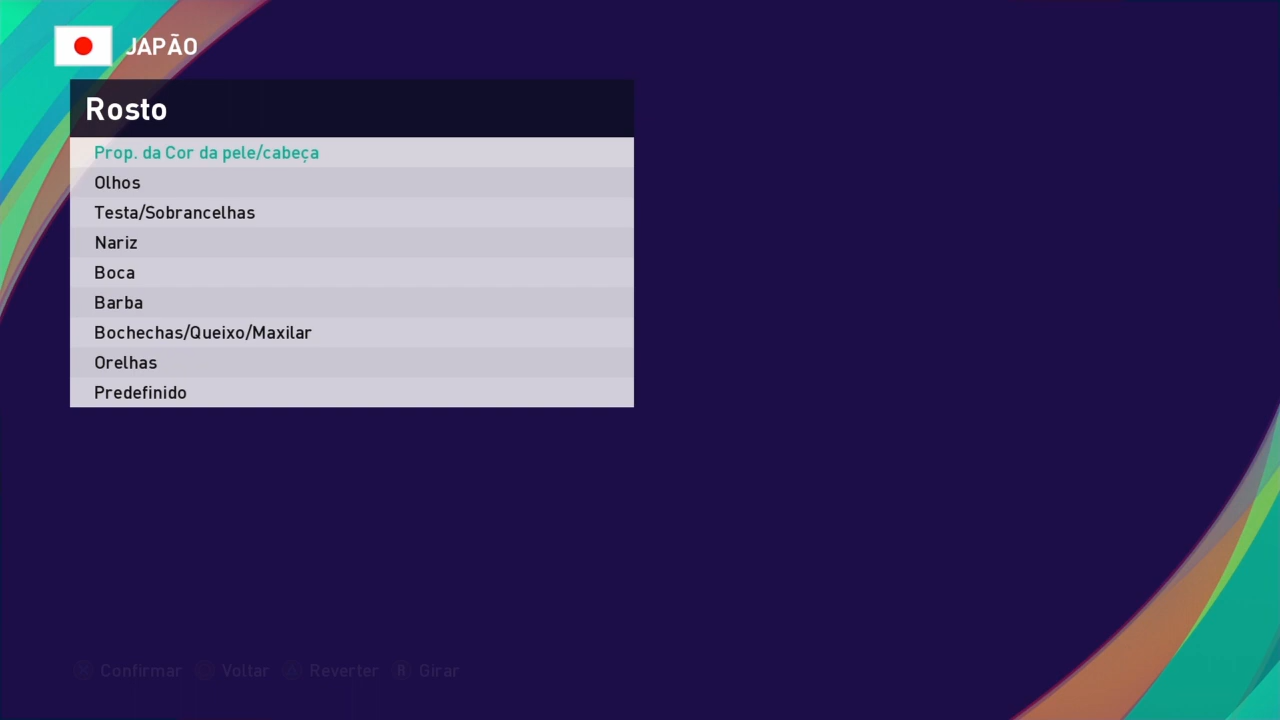 JAPÃO
Rosto
Prop. da Cor da pele/cabeça
Olhos
Testa/Sobrancelhas
Nariz
Boca
Barba
Bochechas/Queixo/Maxilar
Orelhas
Predefinido
Confirmar Voltar Reverter R Girar